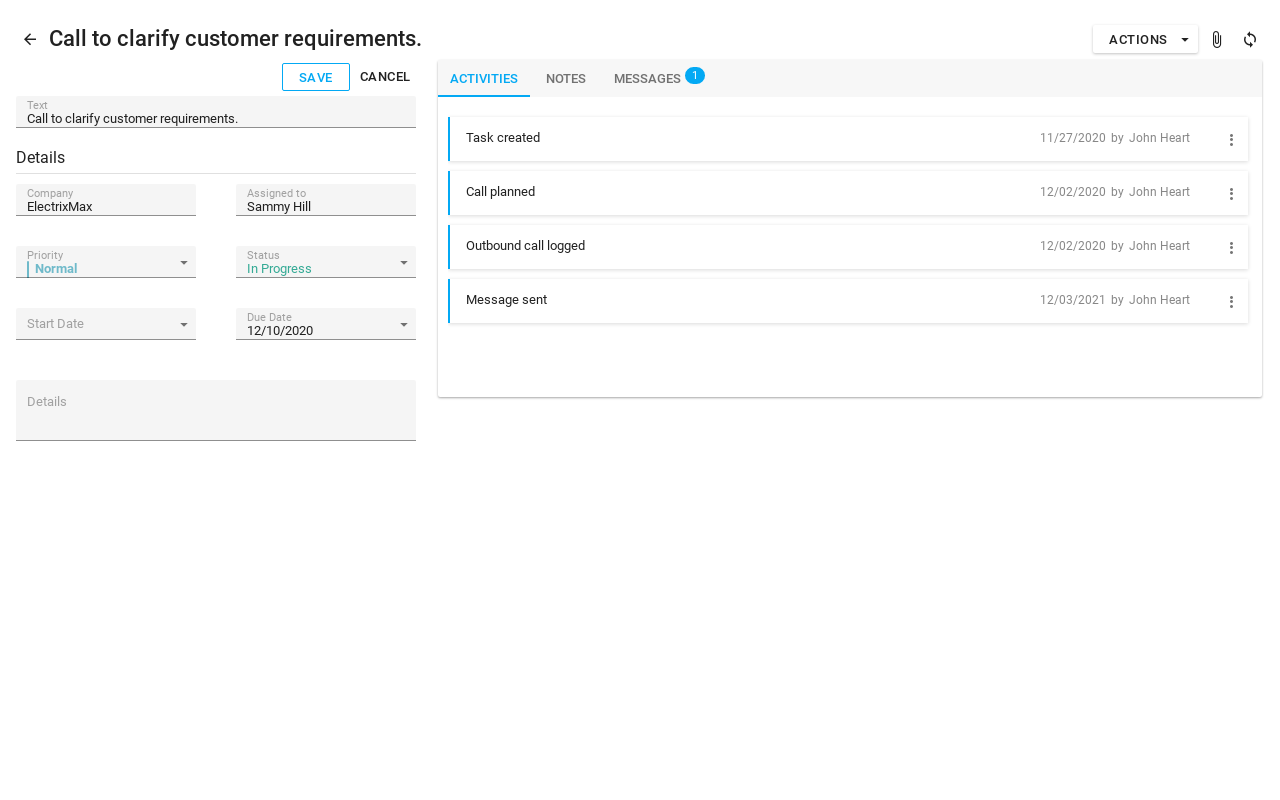 Call to clarify customer requirements.
ACTIONS
SAVE
CANCEL
Text
Call to clarify customer requirements.
Details
Company
ElectrixMax
Assigned to
Sammy Hill
Priority
Normal
Status
In Progress
Start Date
Due Date
12/10/2020
Details
ACTIVITIES
NOTES
MESSAGES 1
Task created 11/27/2020 by John Heart
Call planned 12/02/2020 by John Heart
Outbound call logged 12/02/2020 by John Heart
Message sent 12/03/2021 by John Heart